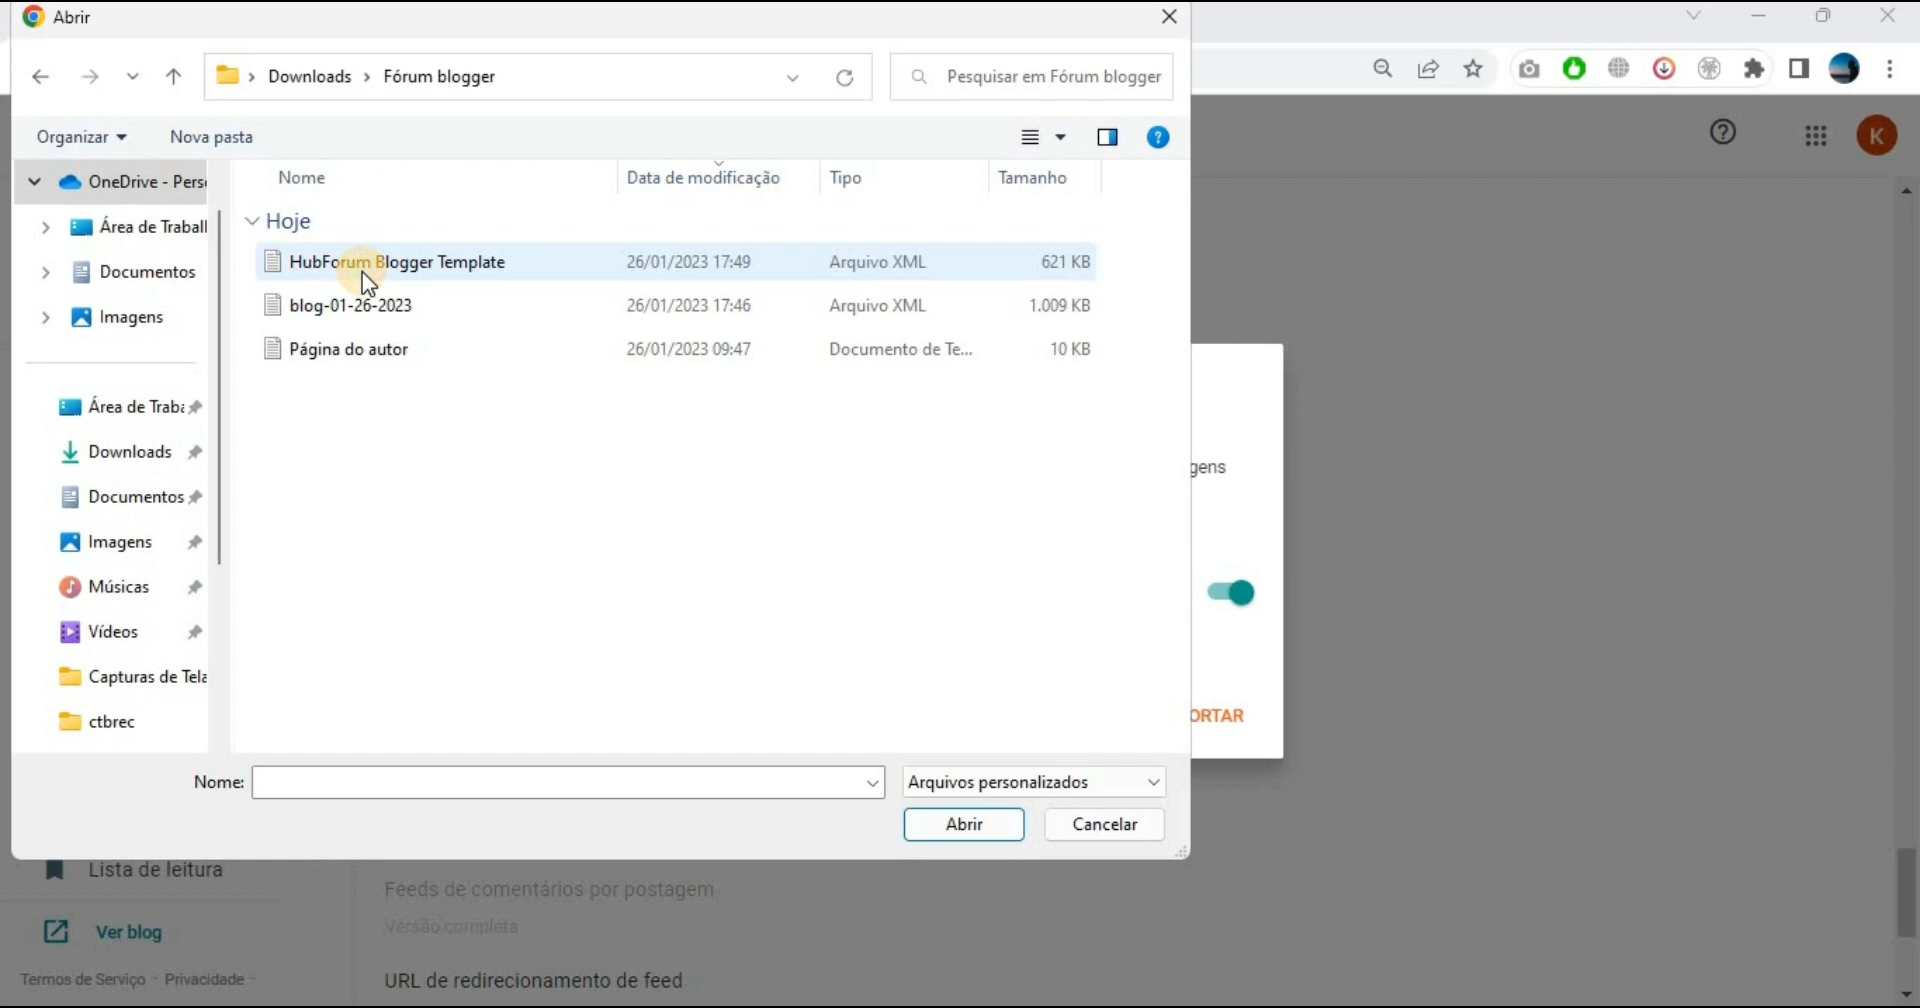 Abrir
Downloads > Fórum blogger
Pesquisar em Fórum blogger
Organizar
Nova pasta
K
OneDrive - Pers
Área de Traball
Documentos
Imagens
Área de Traba
Downloads
Documentos
Imagens
Músicas
Vídeos
Capturas de Tela
ctbrec
Nome Data de modificação Tipo Tamanho
Hoje
HubForum Blogger Template 26/01/2023 17:49 Arquivo XML 621 KB
blog-01-26-2023 26/01/2023 17:46 Arquivo XML 1.009 KB
Página do autor 26/01/2023 09:47 Documento de Te... 10 KB
gens
ORTAR
Nome:
Arquivos personalizados
Abrir Cancelar
Lista de leitura
Ver blog
Termos de Serviço - Privacidade -
Feeds de comentários por postagem
Versão completa
URL de redirecionamento de feed